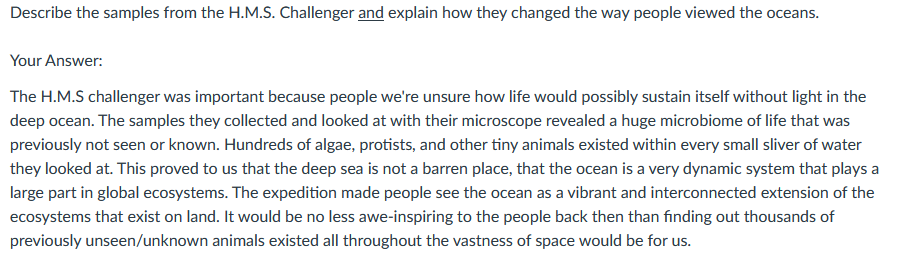 Describe the samples from the H.M.S. Challenger and explain how they changed the way people viewed the oceans.
Your Answer:
The H.M.S challenger was important because people we're unsure how life would possibly sustain itself without light in the
deep ocean. The samples they collected and looked at with their microscope revealed a huge microbiome of life that was
previously not seen or known. Hundreds of algae, protists, and other tiny animals existed within every small sliver of water
they looked at. This proved to us that the deep sea is not a barren place, that the ocean is a very dynamic system that plays a
large part in global ecosystems. The expedition made people see the ocean as a vibrant and interconnected extension of the
ecosystems that exist on land. It would be no less awe-inspiring to the people back then than finding out thousands of
previously unseen/unknown animals existed all throughout the vastness of space would be for us.